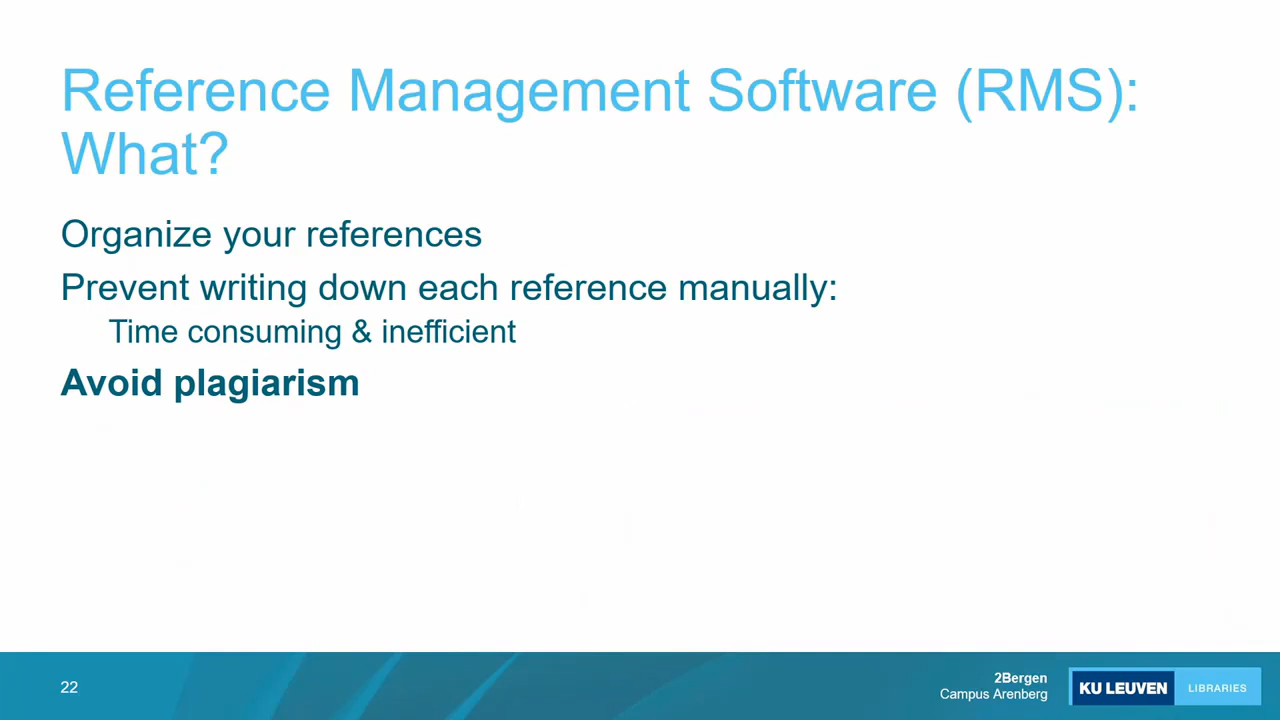 Reference Management Software (RMS):
What?
Organize your references
Prevent writing down each reference manually:
Time consuming & inefficient
Avoid plagiarism
22
2Bergen
Campus Arenberg
KU LEUVEN
LIBRARIES